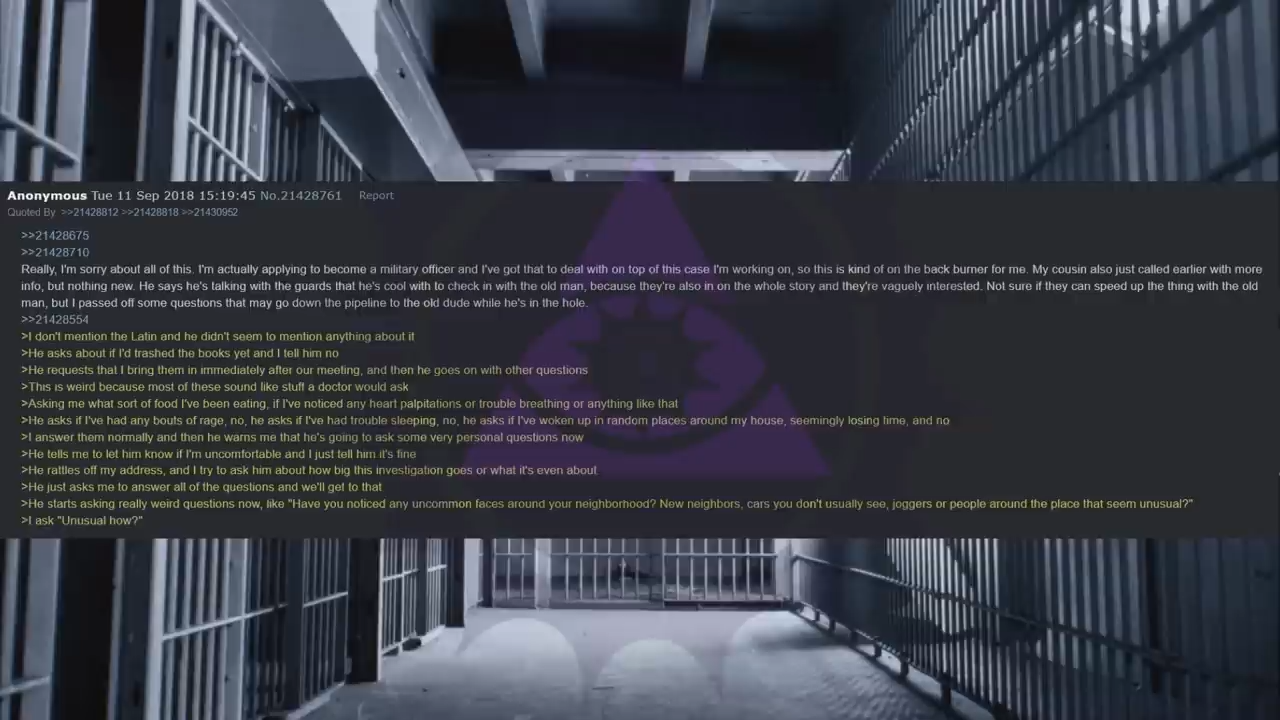 Anonymous Tue 11 Sep 2018 15:19:45 No.21428761 Report
Quoted By >>21428812 >>21428818 >>21430952
>>21428675
>>21428710
Really, I'm sorry about all of this. I'm actually applying to become a military officer and I've got that to deal with on top of this case I'm working on, so this is kind of on the back burner for me. My cousin also just called earlier with more
info, but nothing new. He says he's talking with the guards that he's cool with to check in with the old man, because they're also in on the whole story and they're vaguely interested. Not sure if they can speed up the thing with the old
man, but I passed off some questions that may go down the pipeline to the old dude while he's in the hole.
>>21428554
>I don't mention the Latin and he didn't seem to mention anything about it
>He asks about if I'd trashed the books yet and I tell him no
>He requests that I bring them in immediately after our meeting, and then he goes on with other questions
>This is weird because most of these sound like stuff a doctor would ask
>Asking me what sort of food I've been eating, if I've noticed any heart palpitations or trouble breathing or anything like that
>He asks if I've had any bouts of rage, no, he asks if I've had trouble sleeping, no, he asks if I've woken up in random places around my house, seemingly losing time, and no
>I answer them normally and then he warns me that he's going to ask some very personal questions now
>He tells me to let him know if I'm uncomfortable and I just tell him it's fine
>He rattles off my address, and I try to ask him about how big this investigation goes or what it's even about
>He just asks me to answer all of the questions and we'll get to that
>He starts asking really weird questions now, like "Have you noticed any uncommon faces around your neighborhood? New neighbors, cars you don't usually see, joggers or people around the place that seem unusual?"
>I ask "Unusual how?"